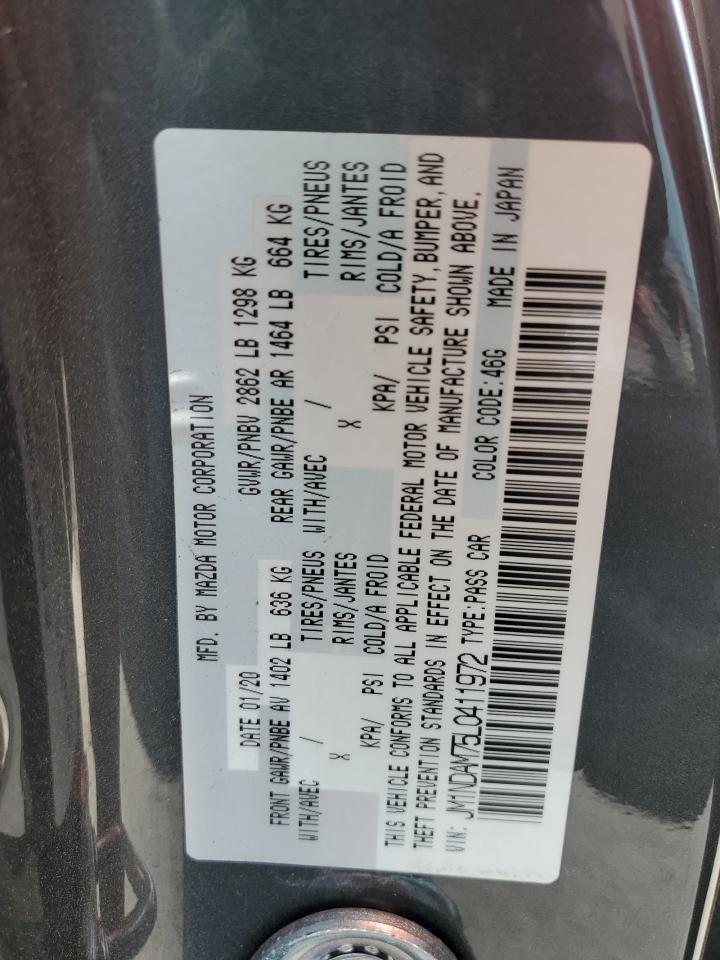 MFD. BY MAZDA MOTOR CORPORATION
DATE 01/20 GVWR/PNBV 2862 LB 1298 KG
FRONT GAWR/PNBE AV 1402 LB 636 KG REAR GAWR/PNBE AR 1464 LB 664 KG
WITH/AVEC / TIRES/PNEUS WITH/AVEC / TIRES/PNEUS
X RIMS/JANTES X RIMS/JANTES
KPA/ PSI COLD/A FROID KPA/ PSI COLD/A FROID
THIS VEHICLE CONFORMS TO ALL APPLICABLE FEDERAL MOTOR VEHICLE SAFETY, BUMPER, AND
THEFT PREVENTION STANDARDS IN EFFECT ON THE DATE OF MANUFACTURE SHOWN ABOVE.
VIN: JM1NDAM75L0411972 TYPE:PASS CAR COLOR CODE:46G MADE IN JAPAN